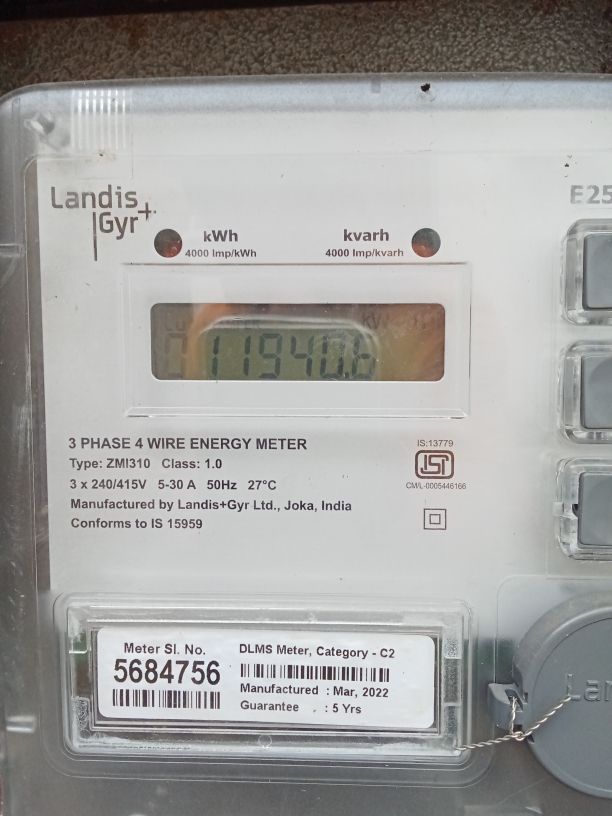 Landis
Gyr+
E25
kWh
4000 Imp/kWh
kvarh
4000 Imp/kvarh
011940.6
3 PHASE 4 WIRE ENERGY METER
Type: ZMI310 Class: 1.0
3 x 240/415V 5-30 A 50Hz 27°C
Manufactured by Landis+Gyr Ltd., Joka, India
Conforms to IS 15959
IS:13779
ISI
CM/L-0005446166
Meter Sl. No.
5684756
DLMS Meter, Category - C2
Manufactured : Mar, 2022
Guarantee : 5 Yrs
Lan